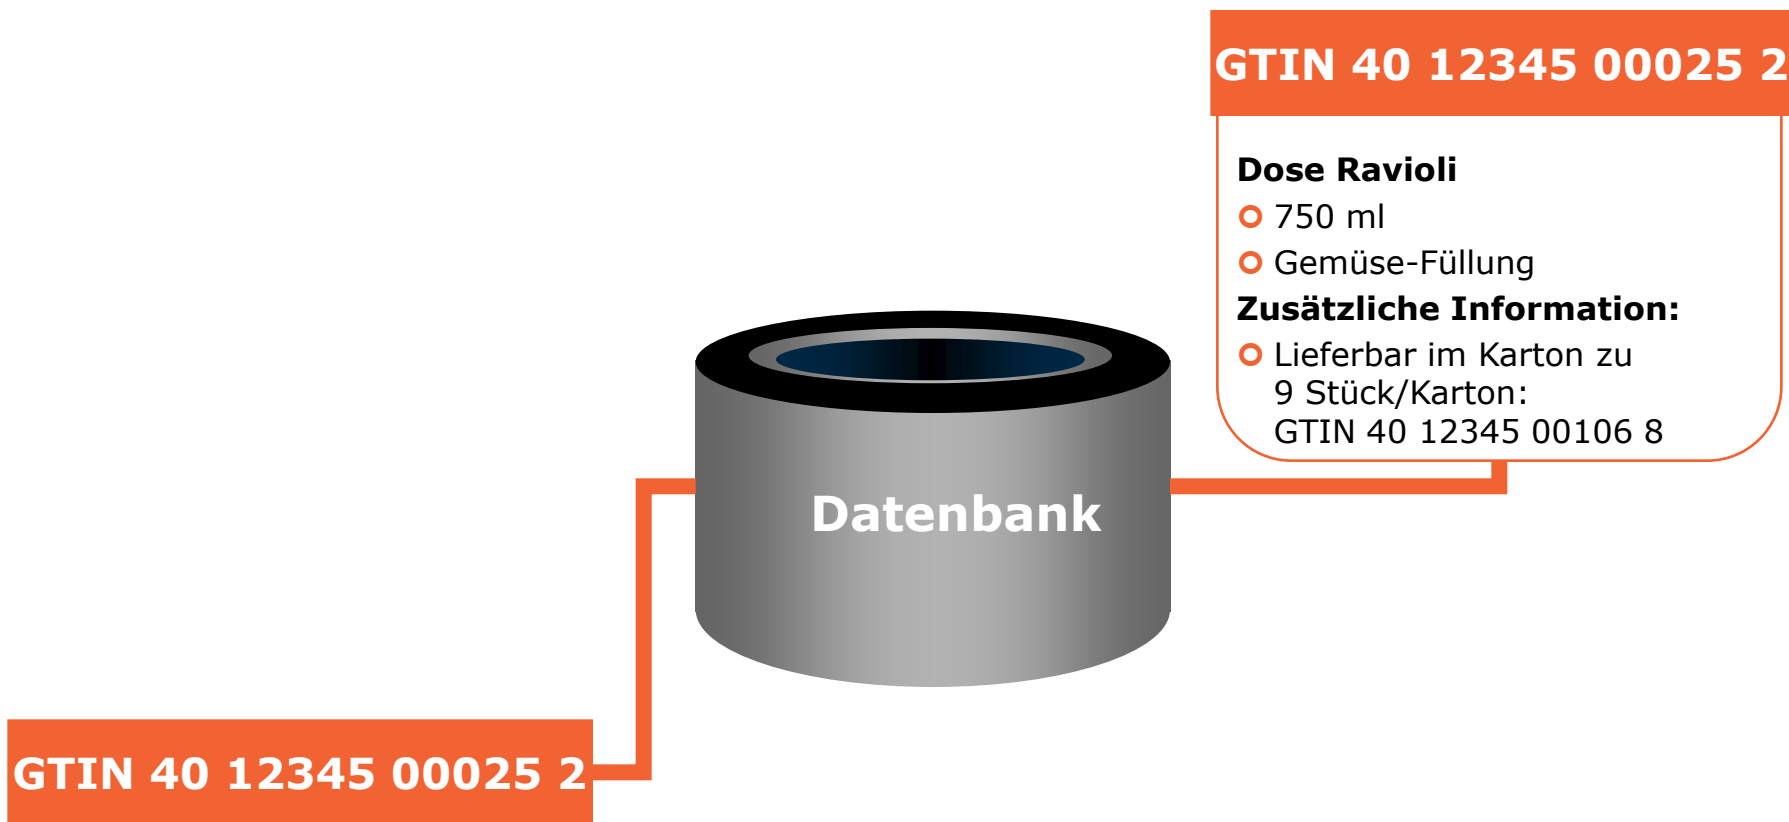 GTIN 40 12345 00025 2
Dose Ravioli
750 ml
Gemüse-Füllung
Zusätzliche Information:
Lieferbar im Karton zu
9 Stück/Karton:
GTIN 40 12345 00106 8
Datenbank
GTIN 40 12345 00025 2